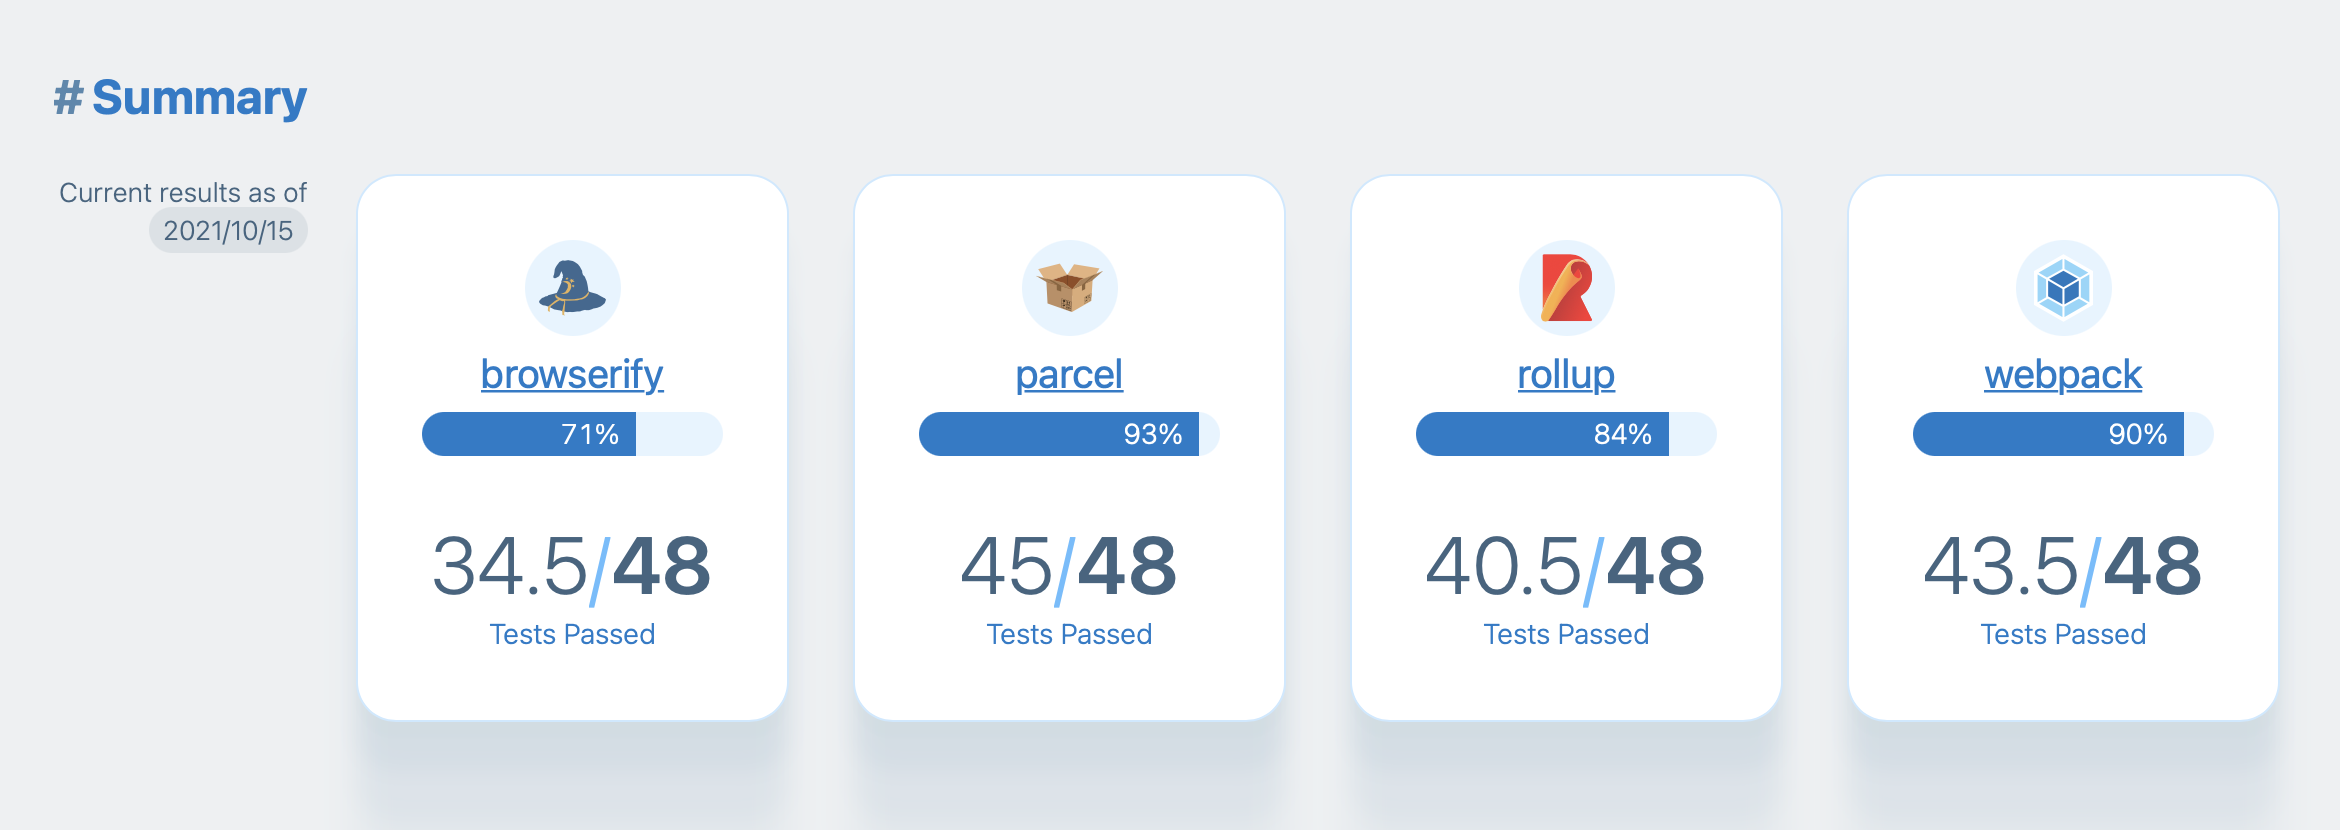 # Summary
Current results as of
2021/10/15
browserify
71%
34.5/48
Tests Passed
parcel
93%
45/48
Tests Passed
rollup
84%
40.5/48
Tests Passed
webpack
90%
43.5/48
Tests Passed